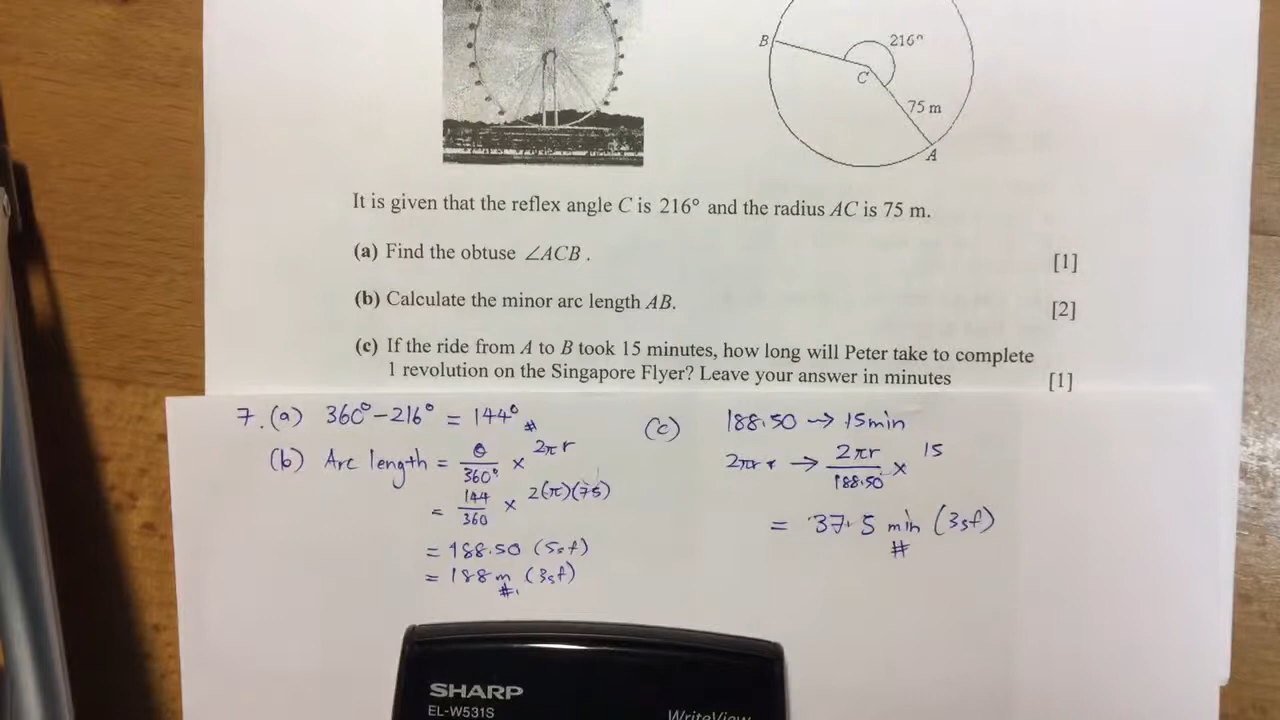 B
216°
C
75 m
A
It is given that the reflex angle C is 216° and the radius AC is 75 m.
(a) Find the obtuse ∠ACB .
[1]
(b) Calculate the minor arc length AB.
[2]
(c) If the ride from A to B took 15 minutes, how long will Peter take to complete
1 revolution on the Singapore Flyer? Leave your answer in minutes
[1]
7. (a) 360° - 216° = 144° #
(b) Arc length = θ/360° × 2πr
= 144/360 × 2(π)(75)
= 188.50 (5sf)
= 188 m (3sf)
#
(c) 188.50 → 15min
2πr → 2πr/188.50 × 15
= 37.5 min (3sf)
#
SHARP
EL-W531S
WriteView